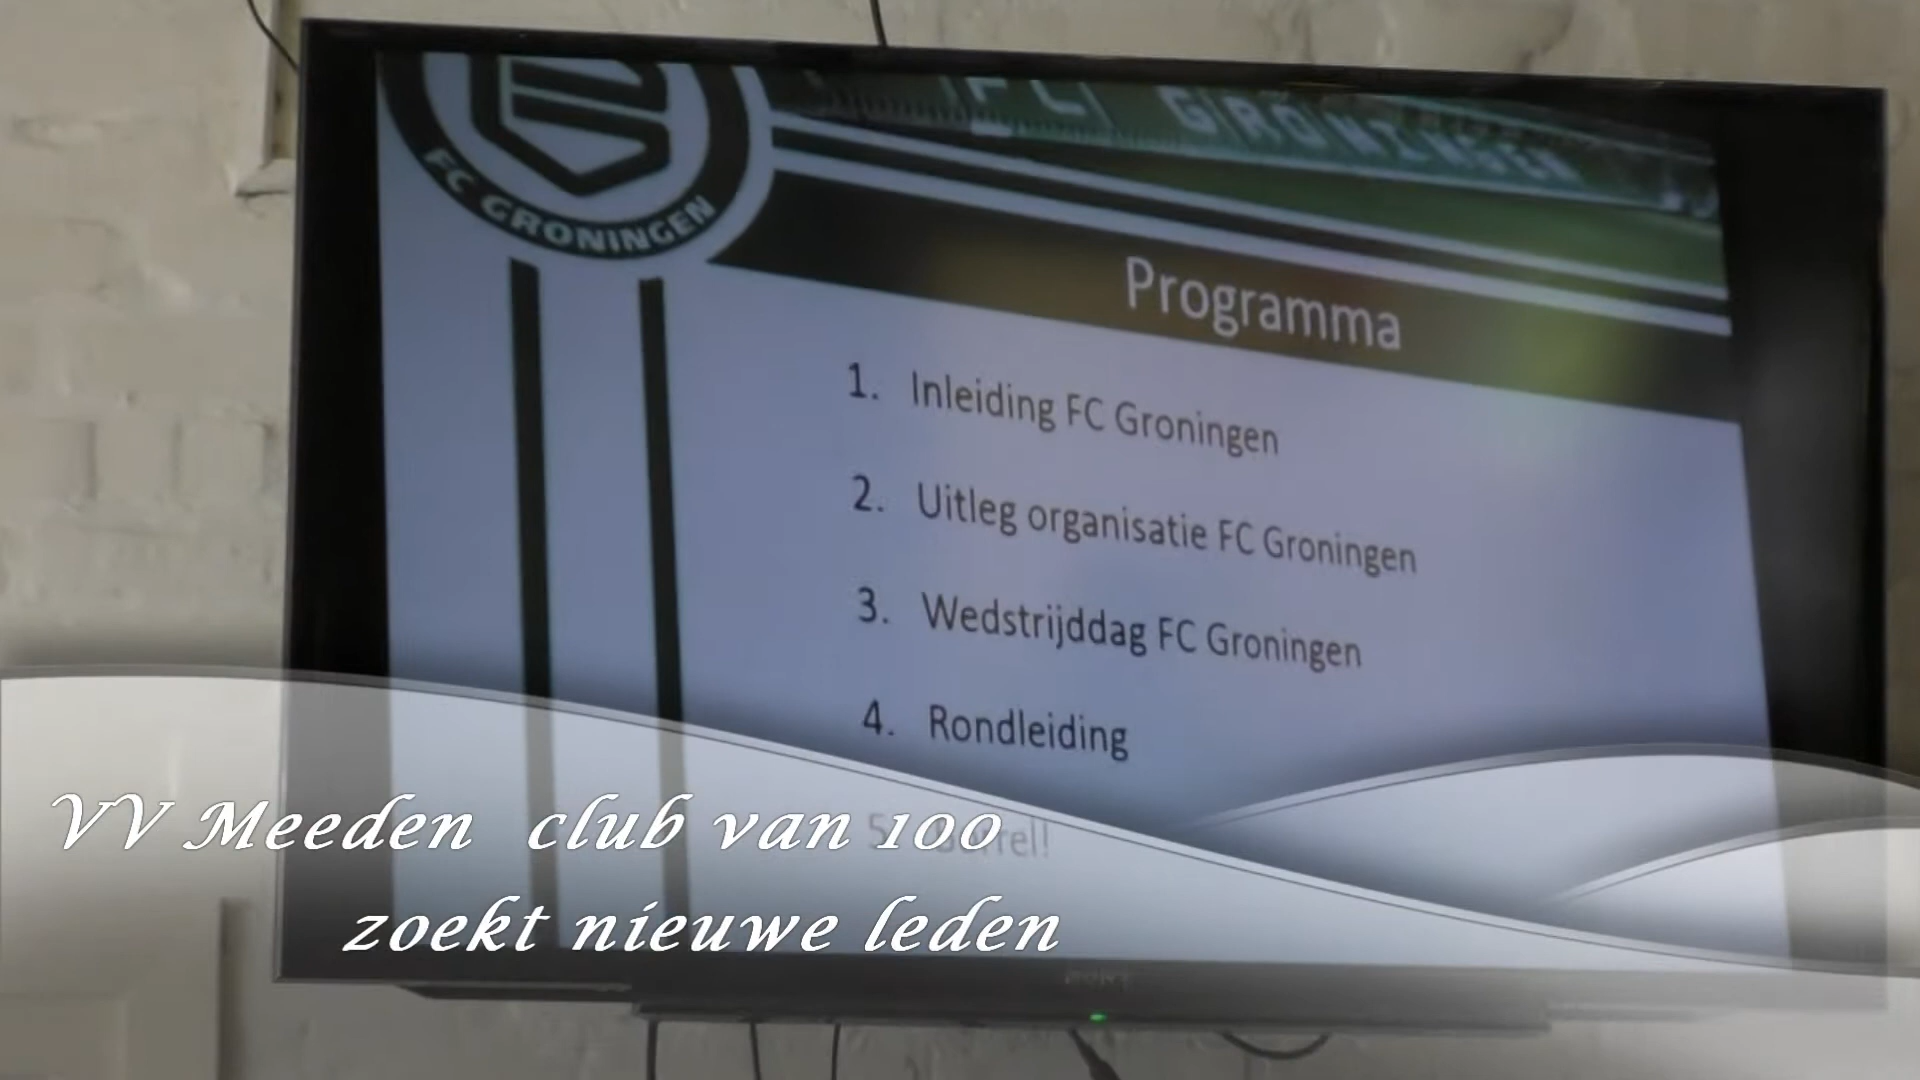 FC GRONINGEN
FC GRONINGEN
Programma
1. Inleiding FC Groningen
2. Uitleg organisatie FC Groningen
3. Wedstrijddag FC Groningen
4. Rondleiding
5.
VV Meeden club van 100
zoekt nieuwe leden